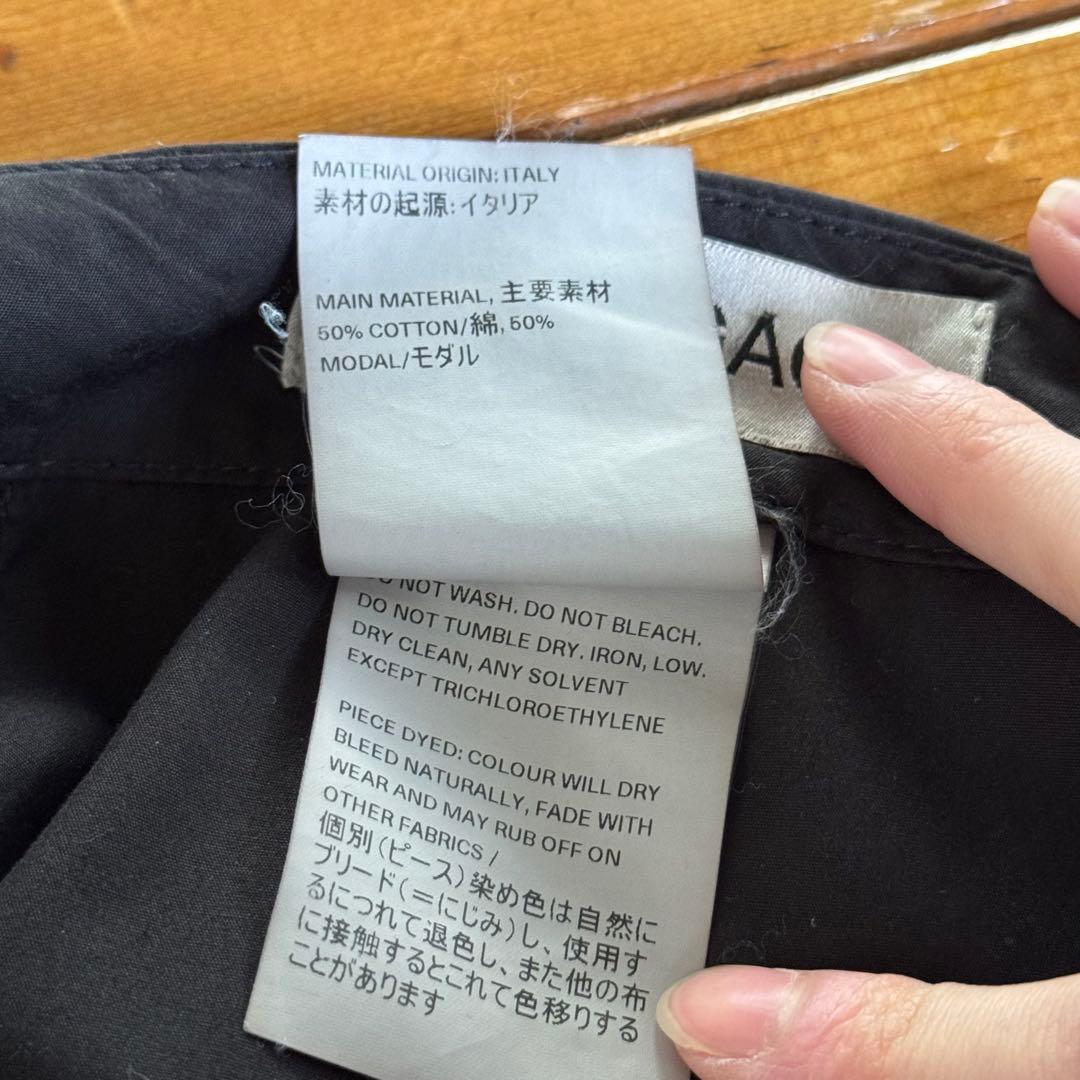 MATERIAL ORIGIN: ITALY
素材の起源: イタリア
MAIN MATERIAL, 主要素材
50% COTTON/綿, 50%
MODAL/モダル
NOT WASH. DO NOT BLEACH.
DO NOT TUMBLE DRY. IRON, LOW.
DRY CLEAN, ANY SOLVENT
EXCEPT TRICHLOROETHYLENE
PIECE DYED: COLOUR WILL DRY
BLEED NATURALLY, FADE WITH
WEAR AND MAY RUB OFF ON
OTHER FABRICS /
個別(ピース)染め色は自然に
ブリード(=にじみ)し、使用す
るにつれて退色し、また他の布
に接触するとこれて色移りする
ことがあります